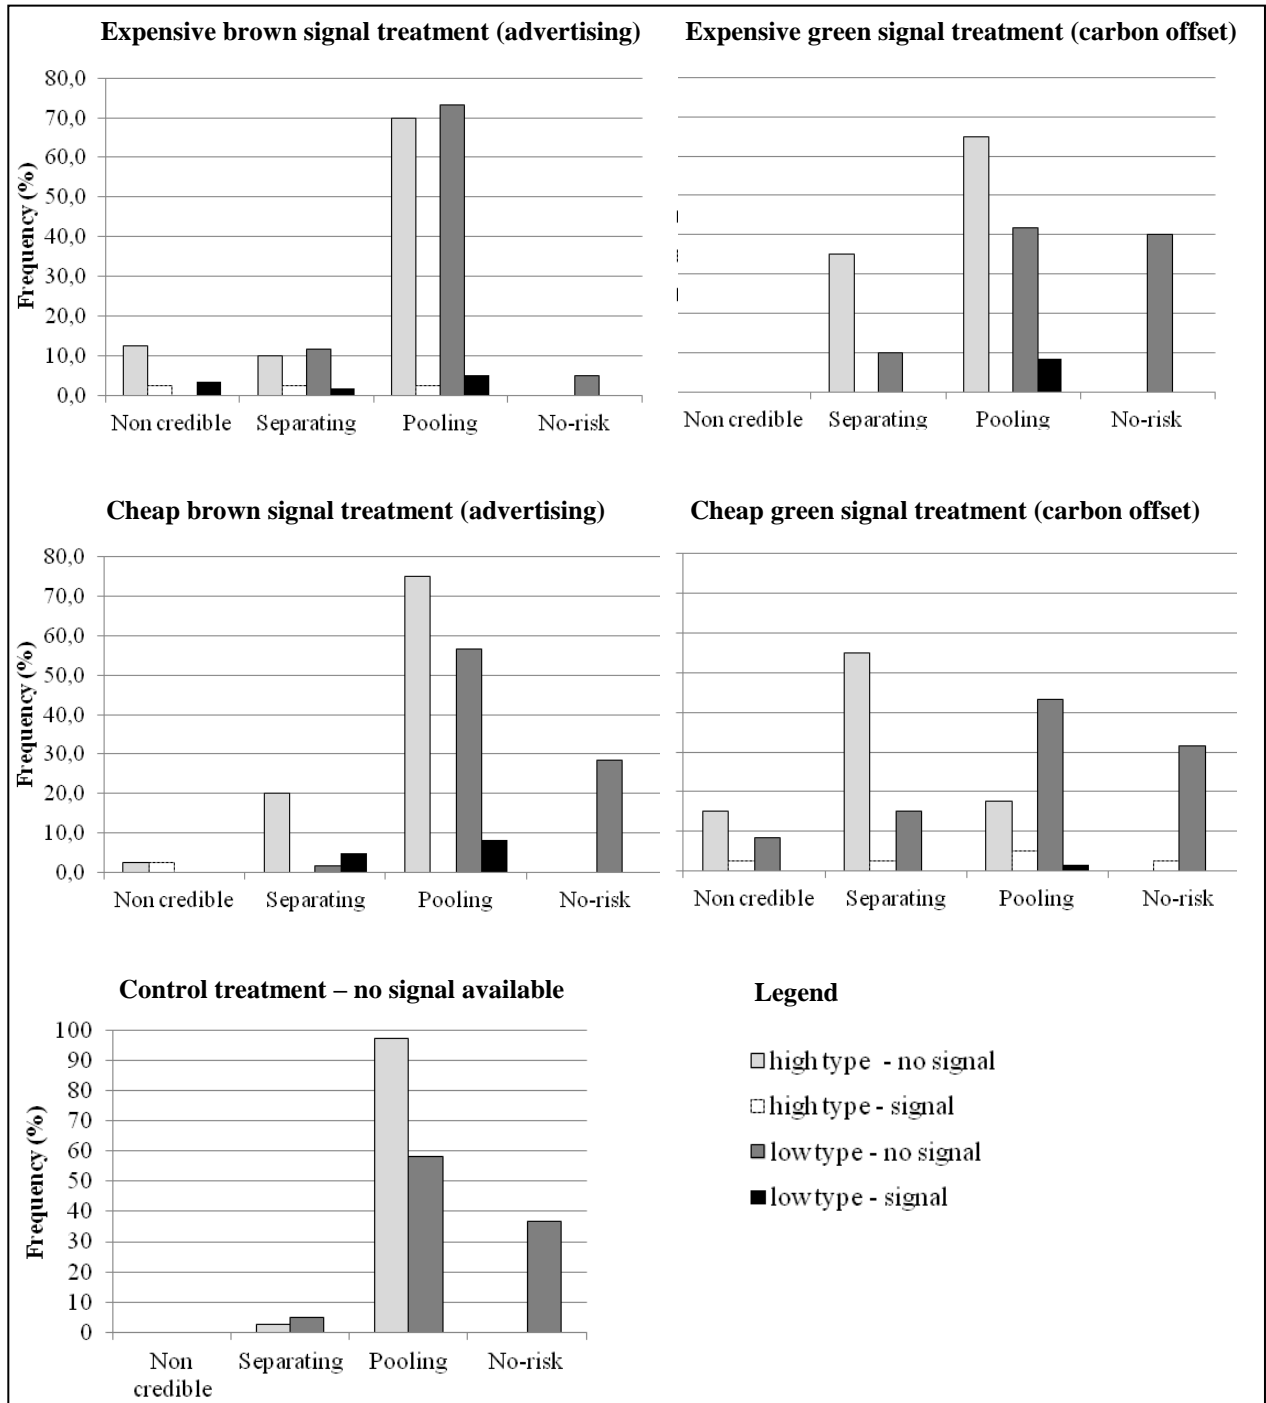 Expensive brown signal treatment (advertising)
Expensive green signal treatment (carbon offset)
Frequency (%)
80,0
70,0
60,0
50,0
40,0
30,0
20,0
10,0
0,0
Non credible Separating Pooling No-risk
Non credible Separating Pooling No-risk
Cheap brown signal treatment (advertising)
Cheap green signal treatment (carbon offset)
Frequency (%)
80,0
70,0
60,0
50,0
40,0
30,0
20,0
10,0
0,0
Non credible Separating Pooling No-risk
Non credible Separating Pooling No-risk
Control treatment – no signal available
Frequency (%)
100
90
80
70
60
50
40
30
20
10
0
Non Separating Pooling No-risk
credible
Legend
high type - no signal
high type - signal
low type - no signal
low type - signal